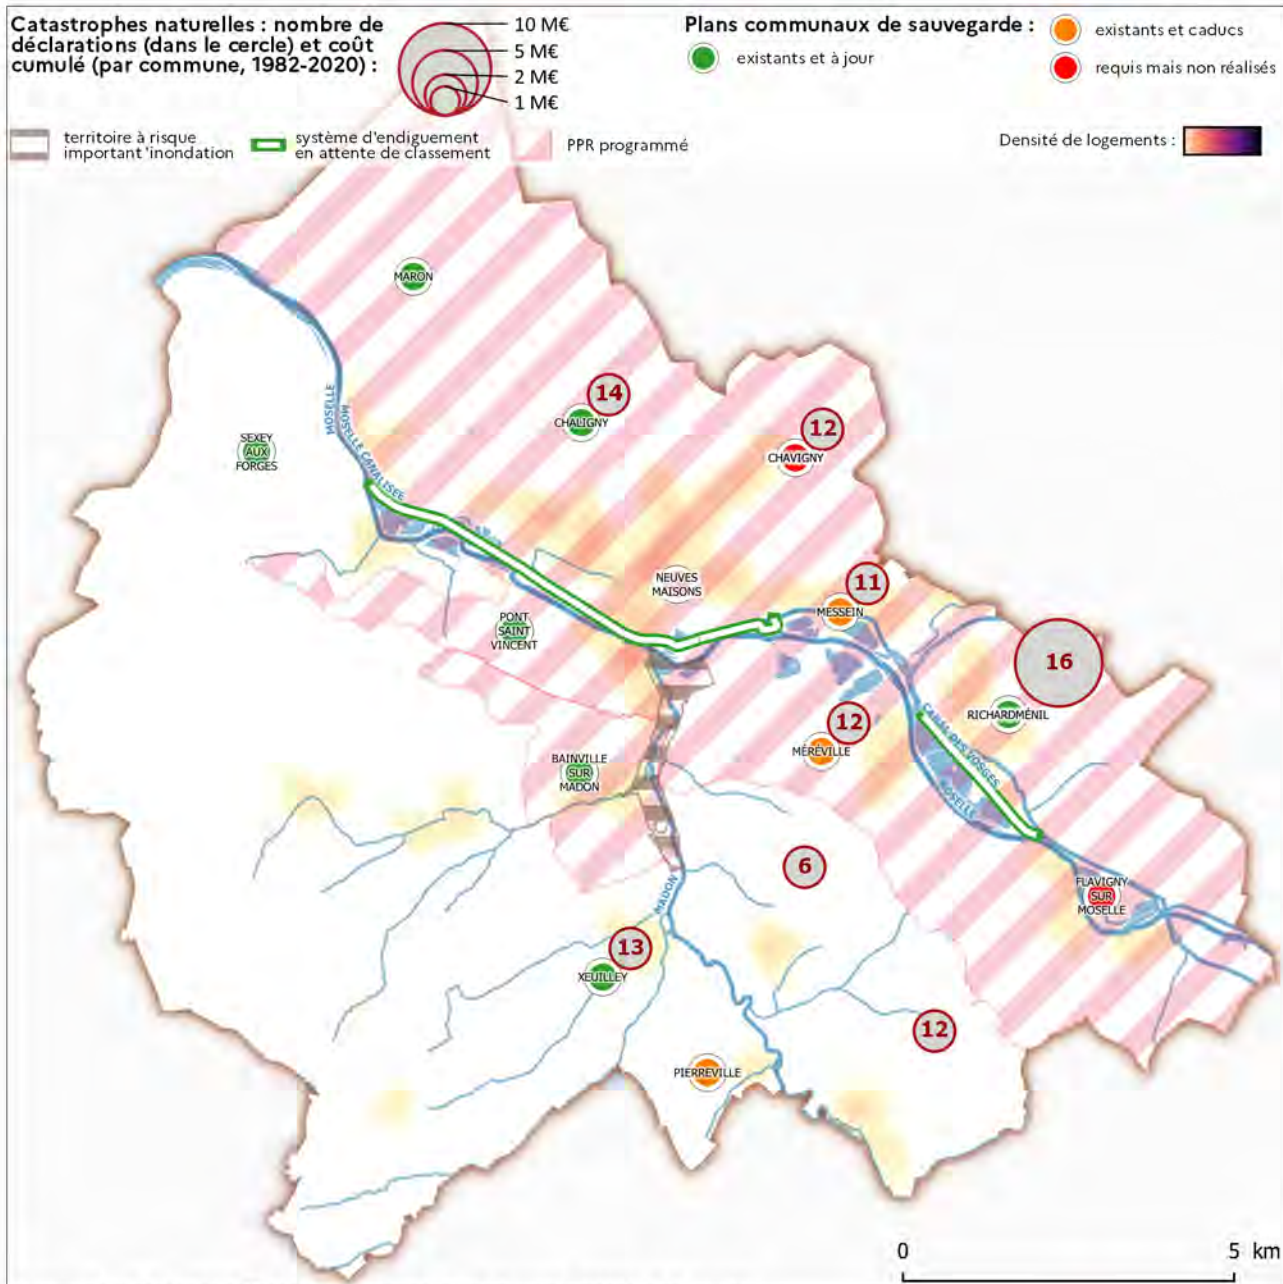 Catastrophes naturelles : nombre de
déclarations (dans le cercle) et coût
cumulé (par commune, 1982-2020) :
10 M€
5 M€
2 M€
1 M€
Plans communaux de sauvegarde :
existants et à jour
existants et caducs
requis mais non réalisés
territoire à risque
important 'inondation
système d'endiguement
en attente de classement
PPR programmé
Densité de logements :
MARON
14
CHALIGNY
12
CHAVIGNY
MOSELLE
MOSELLE CANALISEE
SEXEY
AUX
FORGES
NEUVES
MAISONS
11
MESSEIN
PONT
SAINT
VINCENT
16
RICHARDMÉNIL
12
MÉRÉVILLE
CANAL DES VOSGES
MOSELLE
BAINVILLE
SUR
MADON
6
MADON
FLAVIGNY
SUR
MOSELLE
13
XEUILLEY
12
PIERREVILLE
0
5 km